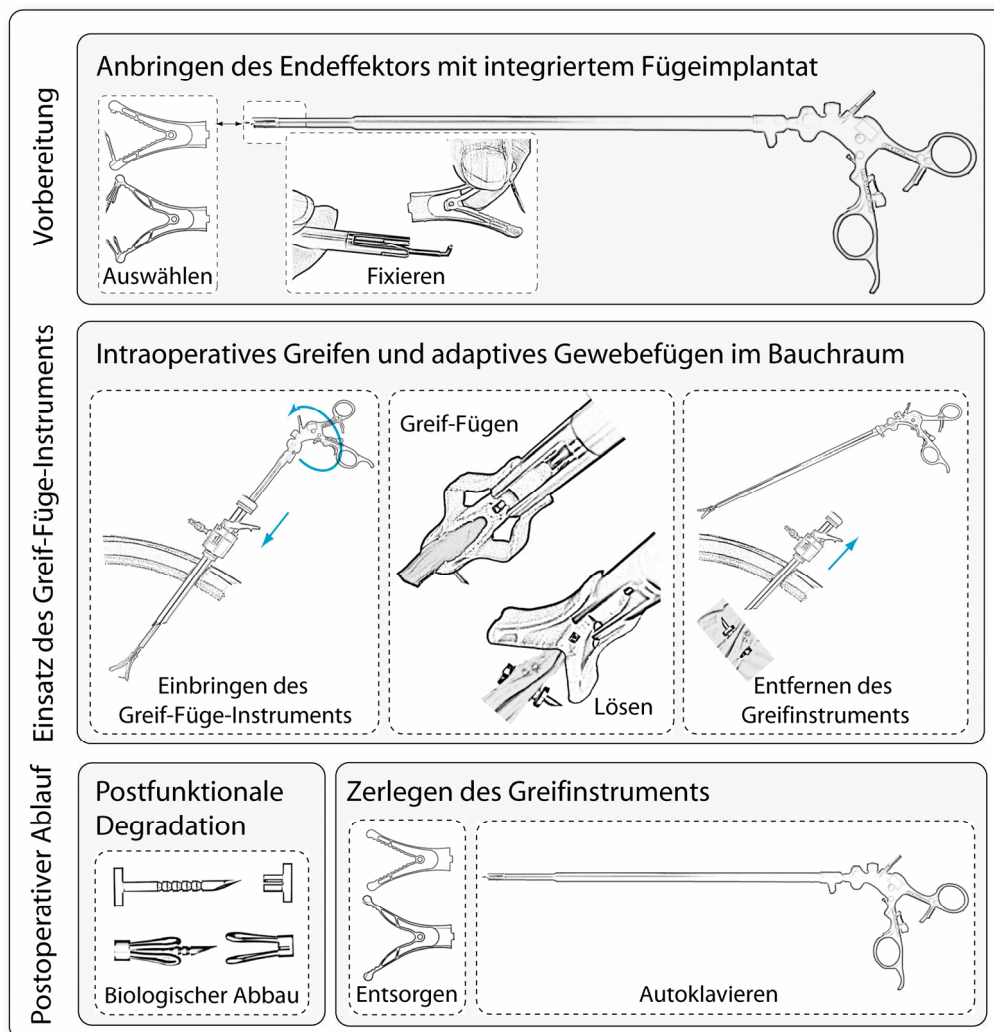 Vorbereitung
Anbringen des Endeffektors mit integriertem Fügeimplantat
Auswählen
Fixieren
Einsatz des Greif-Füge-Instruments
Intraoperatives Greifen und adaptives Gewebefügen im Bauchraum
Einbringen des
Greif-Füge-Instruments
Greif-Fügen
Lösen
Entfernen des
Greifinstruments
Postoperativer Ablauf
Postfunktionale
Degradation
Biologischer Abbau
Zerlegen des Greifinstruments
Entsorgen
Autoklavieren